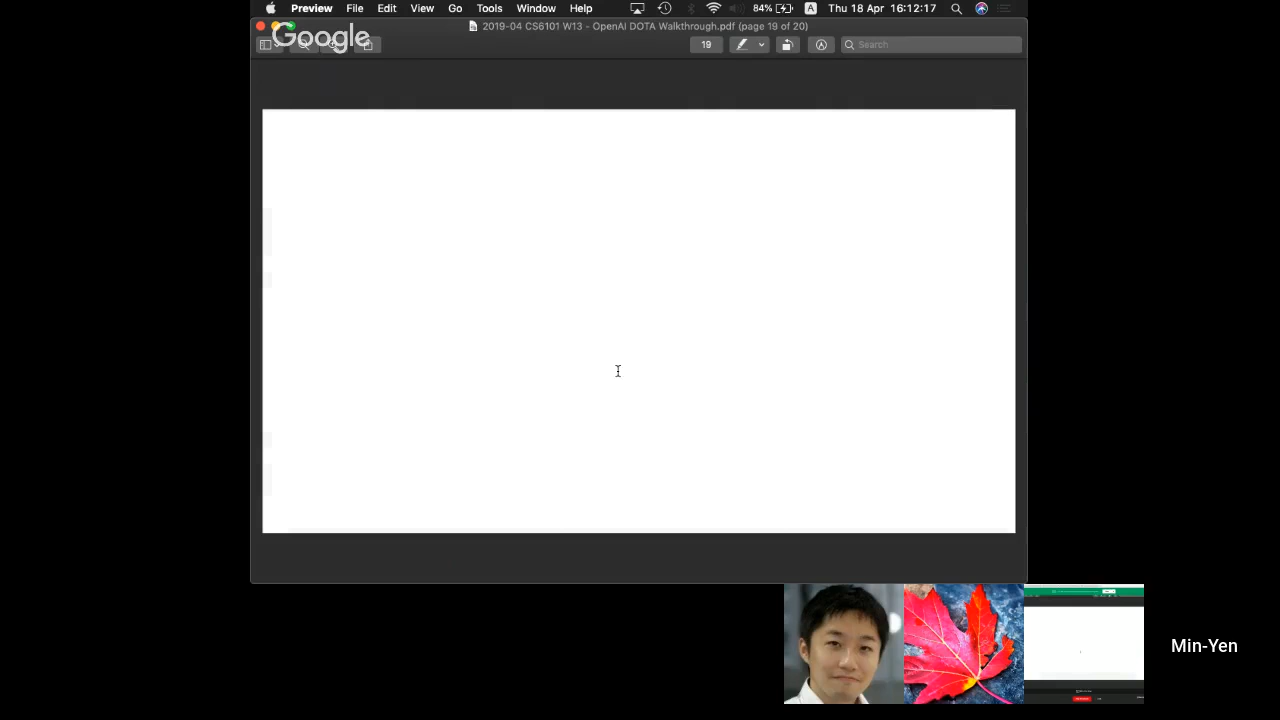 Preview File Edit View Go Tools Window Help 84% A Thu 18 Apr 16:12:17
2019-04 CS6101 W13 - OpenAI DOTA Walkthrough.pdf (page 19 of 20)
Google
19 Search
Min-Yen